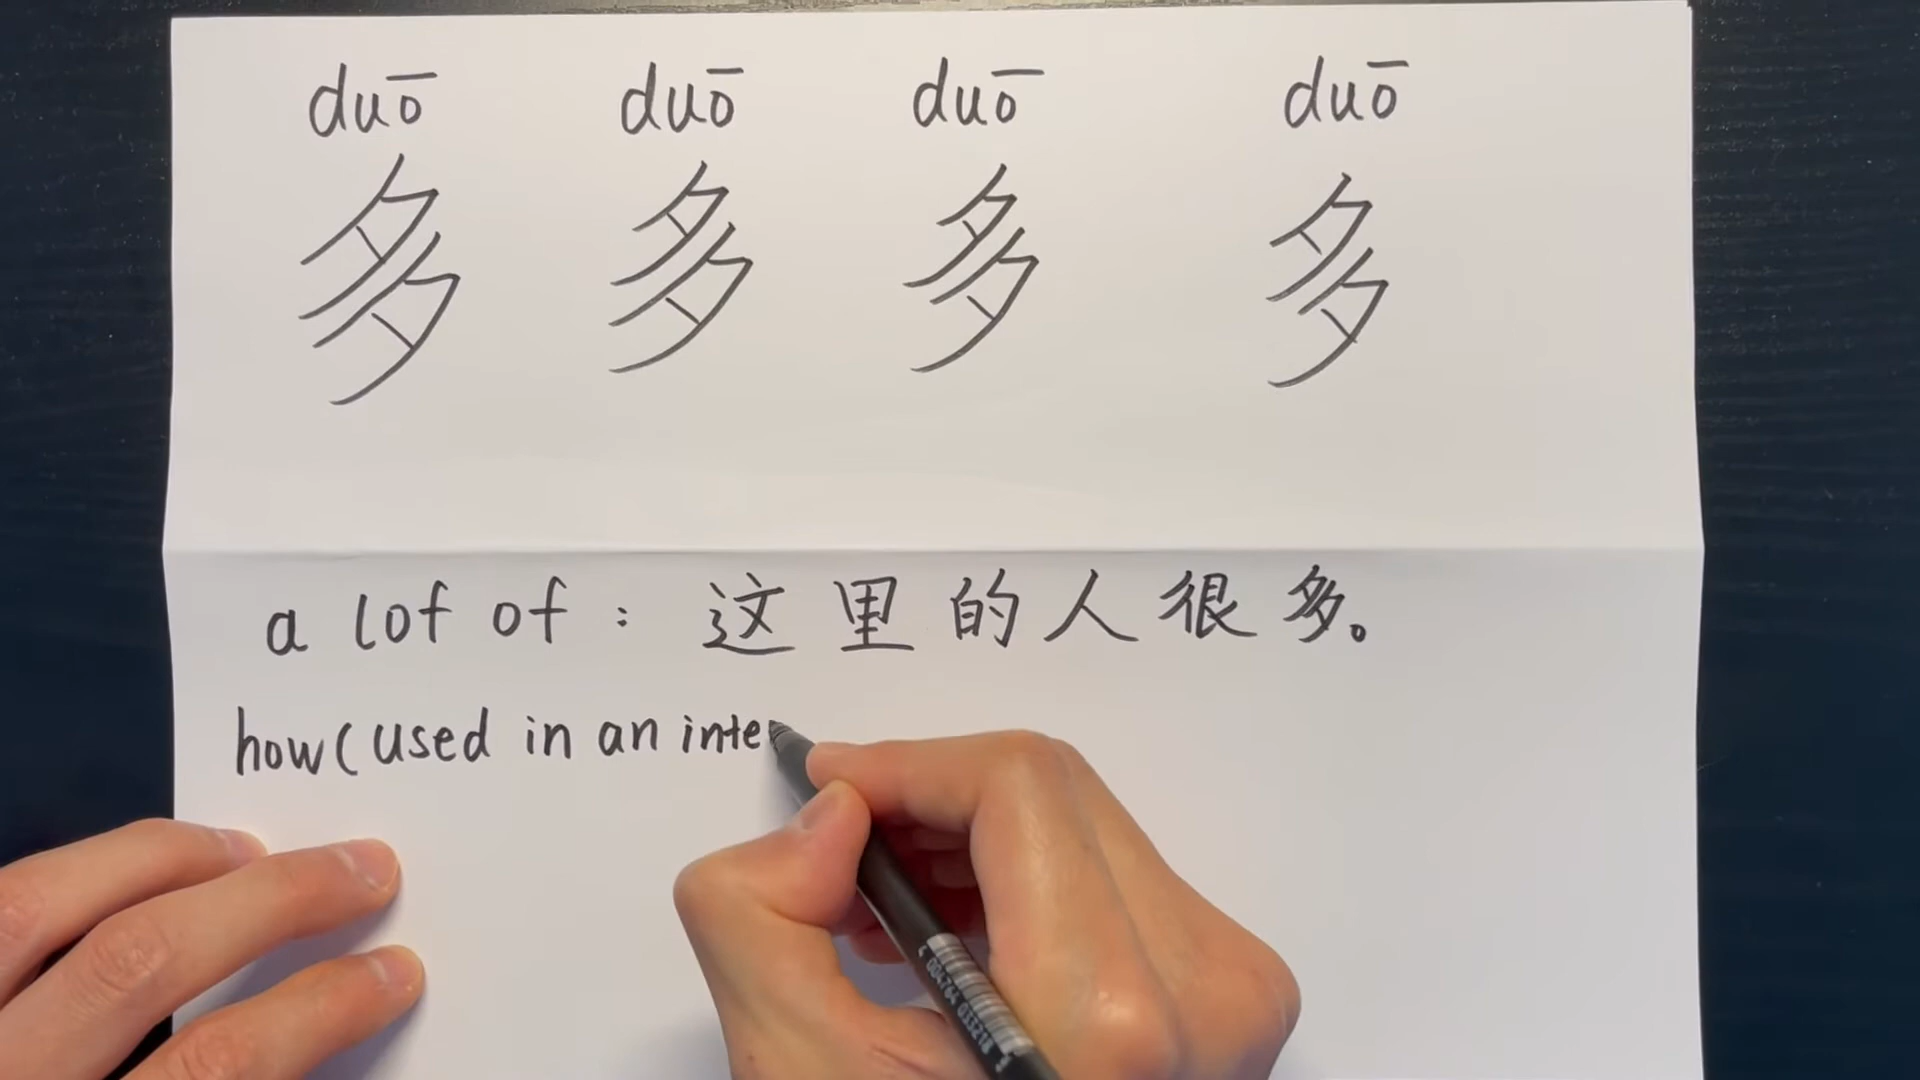 duō duō duō duō
多 多 多 多
a lof of : 这里的人很多。
how ( used in an inte